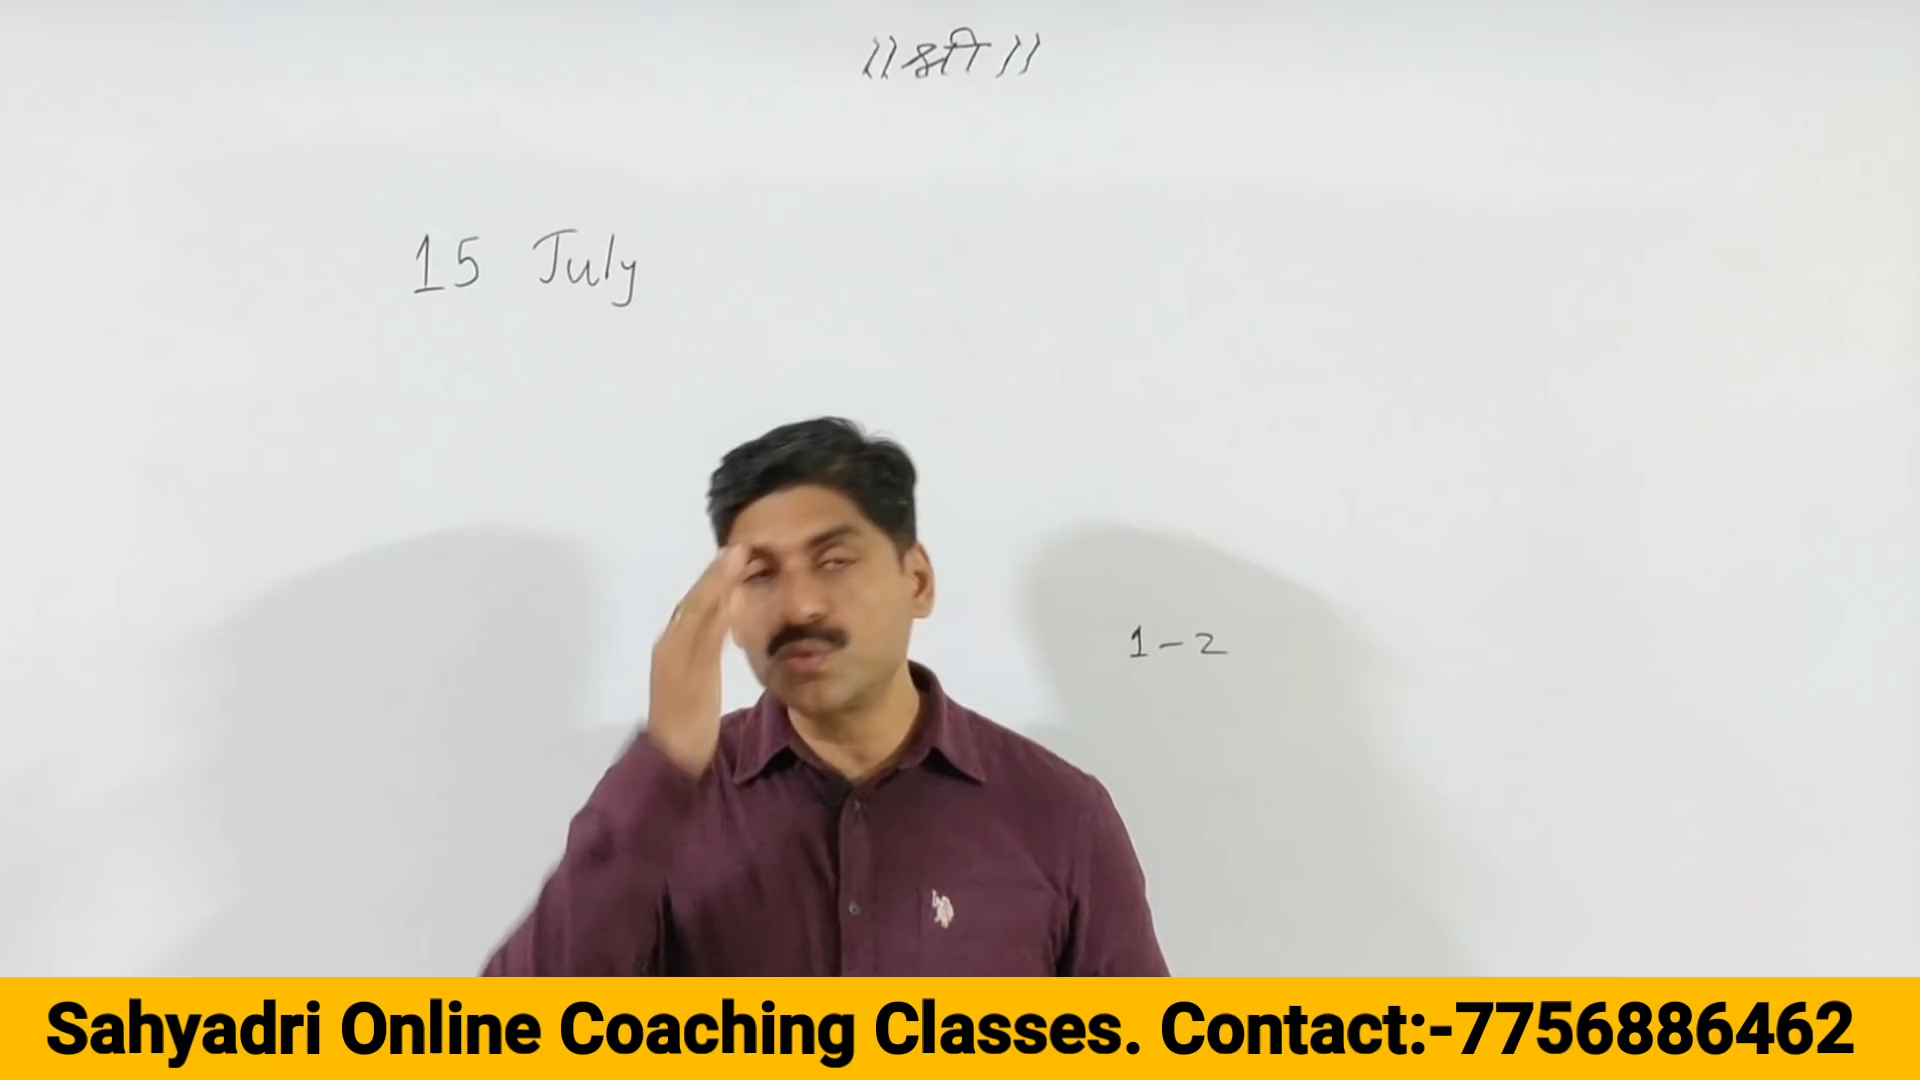 ॥ श्री ॥
15 July
1-2
Sahyadri Online Coaching Classes. Contact:-7756886462